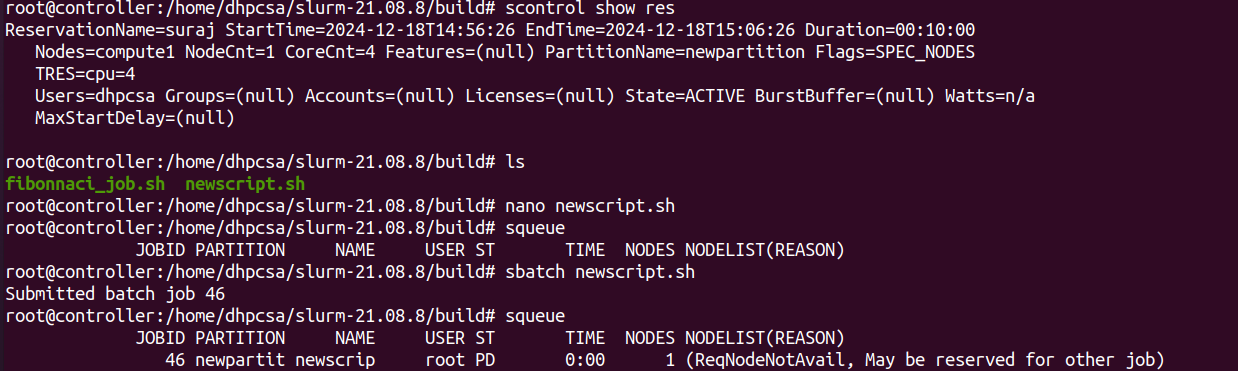 root@controller:/home/dhpcsa/slurm-21.08.8/build# scontrol show res
ReservationName=suraj StartTime=2024-12-18T14:56:26 EndTime=2024-12-18T15:06:26 Duration=00:10:00
   Nodes=compute1 NodeCnt=1 CoreCnt=4 Features=(null) PartitionName=newpartition Flags=SPEC_NODES
   TRES=cpu=4
   Users=dhpcsa Groups=(null) Accounts=(null) Licenses=(null) State=ACTIVE BurstBuffer=(null) Watts=n/a
   MaxStartDelay=(null)

root@controller:/home/dhpcsa/slurm-21.08.8/build# ls
fibonnaci_job.sh  newscript.sh
root@controller:/home/dhpcsa/slurm-21.08.8/build# nano newscript.sh
root@controller:/home/dhpcsa/slurm-21.08.8/build# squeue
             JOBID PARTITION     NAME     USER ST       TIME  NODES NODELIST(REASON)
root@controller:/home/dhpcsa/slurm-21.08.8/build# sbatch newscript.sh
Submitted batch job 46
root@controller:/home/dhpcsa/slurm-21.08.8/build# squeue
             JOBID PARTITION     NAME     USER ST       TIME  NODES NODELIST(REASON)
                46 newpartit newscrip     root PD       0:00      1 (ReqNodeNotAvail, May be reserved for other job)